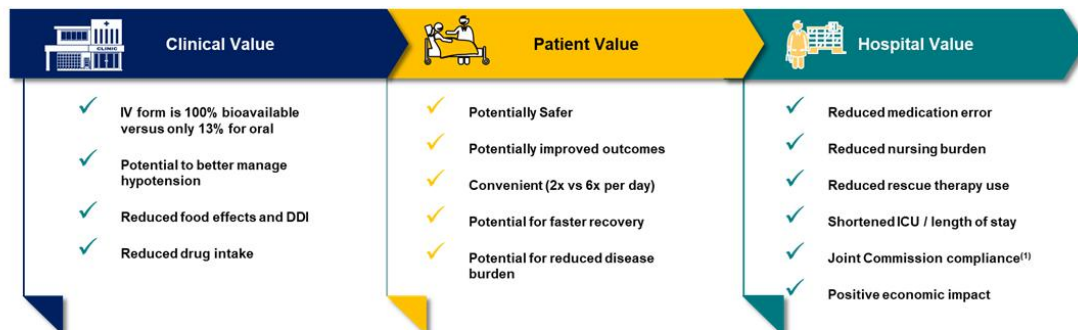 CLINIC
Clinical Value
IV form is 100% bioavailable
versus only 13% for oral
Potential to better manage
hypotension
Reduced food effects and DDI
Reduced drug intake
Patient Value
Potentially Safer
Potentially improved outcomes
Convenient (2x vs 6x per day)
Potential for faster recovery
Potential for reduced disease
burden
Hospital Value
Reduced medication error
Reduced nursing burden
Reduced rescue therapy use
Shortened ICU / length of stay
Joint Commission compliance(1)
Positive economic impact